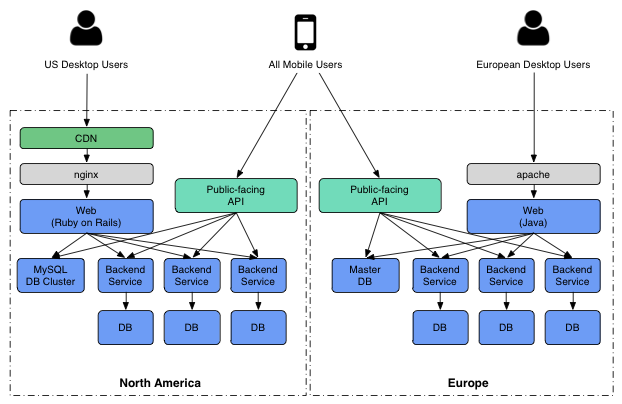 US Desktop Users
All Mobile Users
European Desktop Users
CDN
nginx
apache
Public-facing
API
Public-facing
API
Web
(Ruby on Rails)
Web
(Java)
MySQL
DB Cluster
Backend
Service
Backend
Service
Backend
Service
Master
DB
Backend
Service
Backend
Service
Backend
Service
DB
DB
DB
DB
DB
DB
North America
Europe